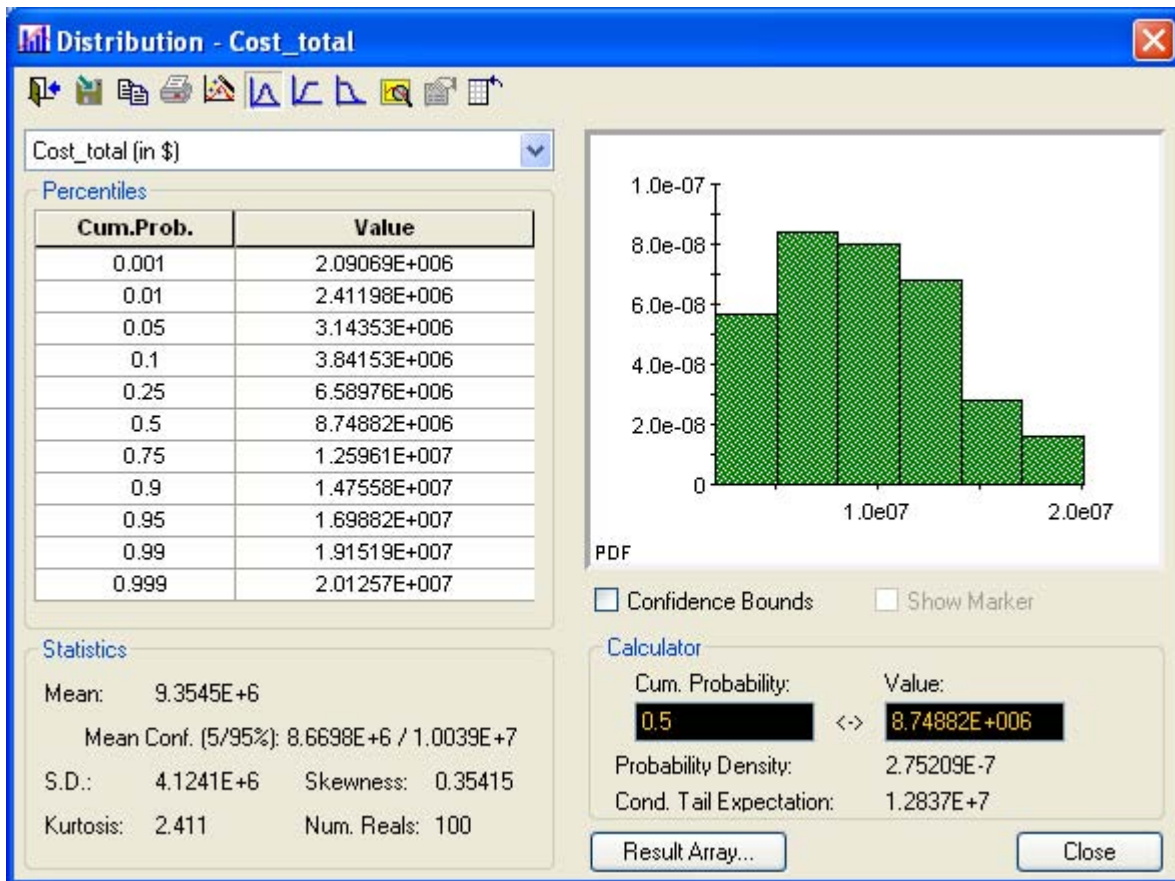 Distribution - Cost_total
Cost_total (in $)
Percentiles
Cum.Prob. Value
0.001 2.09069E+006
0.01 2.41198E+006
0.05 3.14353E+006
0.1 3.84153E+006
0.25 6.58976E+006
0.5 8.74882E+006
0.75 1.25961E+007
0.9 1.47558E+007
0.95 1.69882E+007
0.99 1.91519E+007
0.999 2.01257E+007
Statistics
Mean: 9.3545E+6
Mean Conf. (5/95%): 8.6698E+6 / 1.0039E+7
S.D.: 4.1241E+6 Skewness: 0.35415
Kurtosis: 2.411 Num. Reals: 100
1.0e-07
8.0e-08
6.0e-08
4.0e-08
2.0e-08
0
1.0e07 2.0e07
PDF
Confidence Bounds Show Marker
Calculator
Cum. Probability: Value:
0.5 <-> 8.74882E+006
Probability Density: 2.75209E-7
Cond. Tail Expectation: 1.2837E+7
Result Array... Close